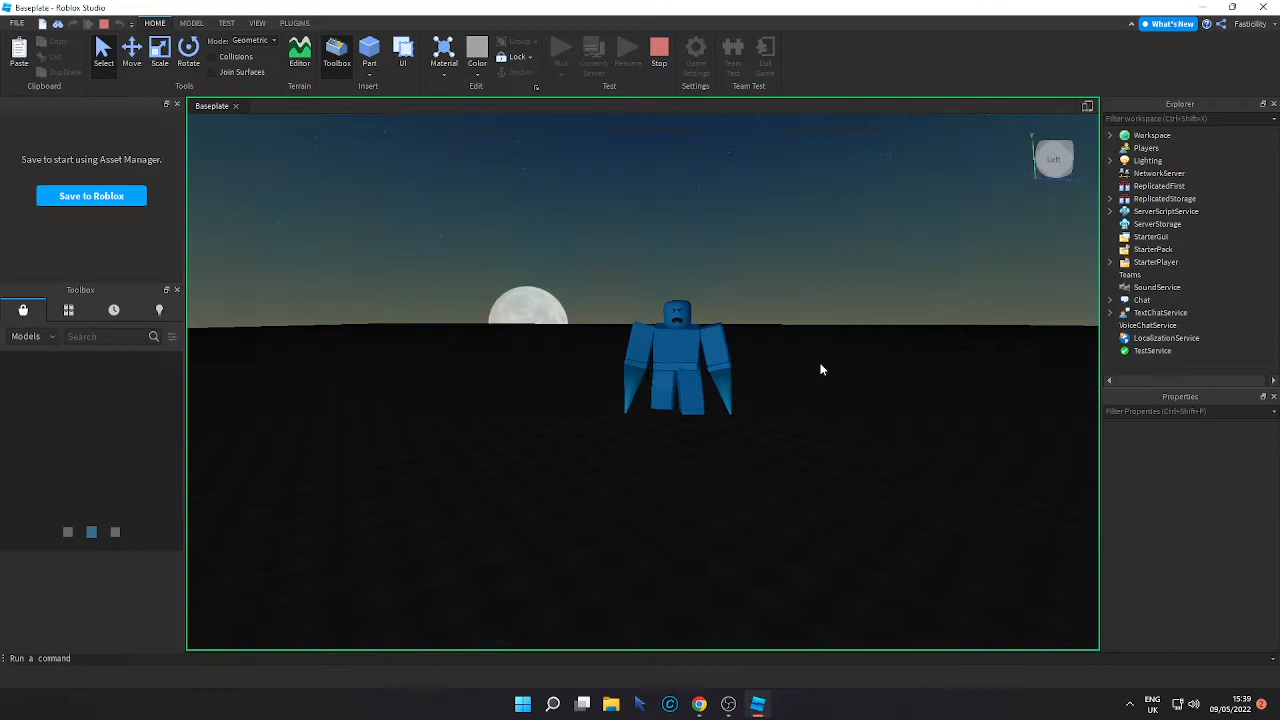 Baseplate - Roblox Studio
FILE HOME MODEL TEST VIEW PLUGINS What's New Fastcility
Paste Copy Cut Duplicate Select Move Scale Rotate Mode: Geometric Collisions Join Surfaces Editor Toolbox Part UI Material Color Group Lock Anchor Run Current: Server Resume Stop Game Settings Team Test Exit Game
Clipboard Tools Terrain Insert Edit Test Settings Team Test
Baseplate
Save to start using Asset Manager.
Save to Roblox
Toolbox
Models Search
Y
Left
Explorer
Filter workspace (Ctrl+Shift+X)
Workspace
Players
Lighting
NetworkServer
ReplicatedFirst
ReplicatedStorage
ServerScriptService
ServerStorage
StarterGui
StarterPack
StarterPlayer
Teams
SoundService
Chat
TextChatService
VoiceChatService
LocalizationService
TestService
Properties
Filter Properties (Ctrl+Shift+P)
Run a command
ENG
UK
15:39
09/05/2022
2